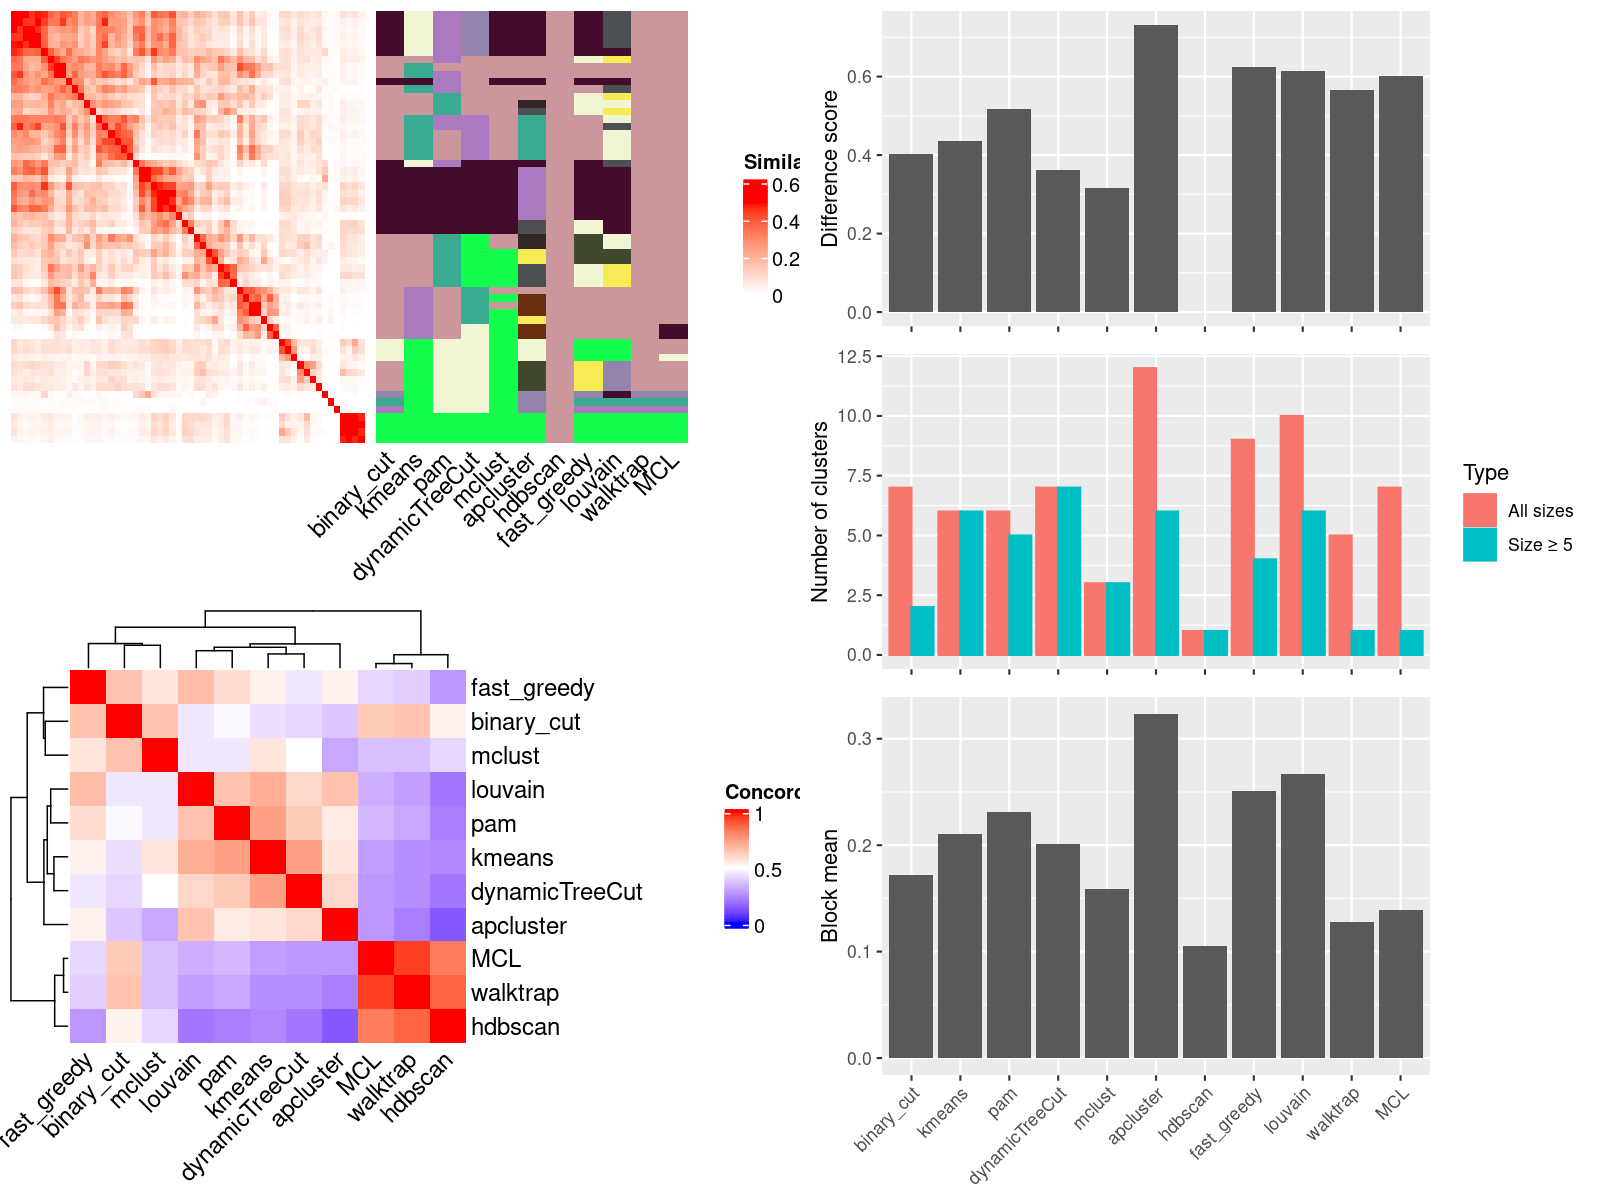 Simila
0.6
0.4
0.2
0
binary_cut
kmeans
pam
dynamicTreeCut
mclust
apcluster
hdbscan
fast_greedy
louvain
walktrap
MCL
fast_greedy
binary_cut
mclust
louvain
pam
kmeans
dynamicTreeCut
apcluster
MCL
walktrap
hdbscan
Concord
1
0.5
0
fast_greedy
binary_cut
mclust
louvain
pam
kmeans
dynamicTreeCut
apcluster
MCL
walktrap
hdbscan
Difference score
0.6
0.4
0.2
0.0
Number of clusters
12.5
10.0
7.5
5.0
2.5
0.0
Type
All sizes
Size ≥ 5
Block mean
0.3
0.2
0.1
0.0
binary_cut
kmeans
pam
dynamicTreeCut
mclust
apcluster
hdbscan
fast_greedy
louvain
walktrap
MCL